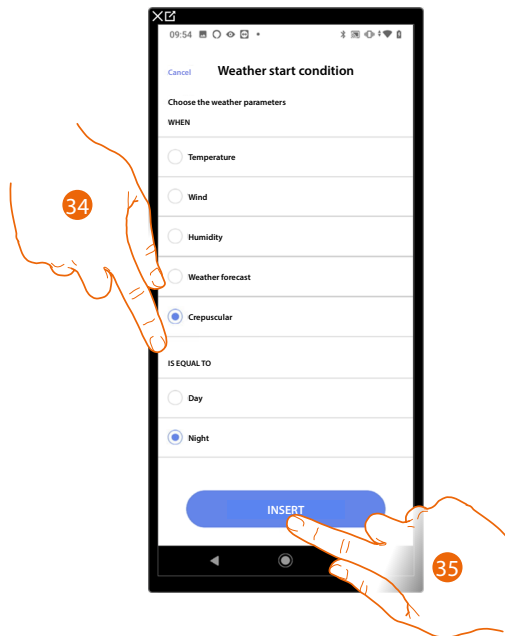 09:54
Cancel Weather start condition
Choose the weather parameters
WHEN
Temperature
Wind
34
Humidity
Weather forecast
Crepuscular
IS EQUAL TO
Day
Night
INSERT
35